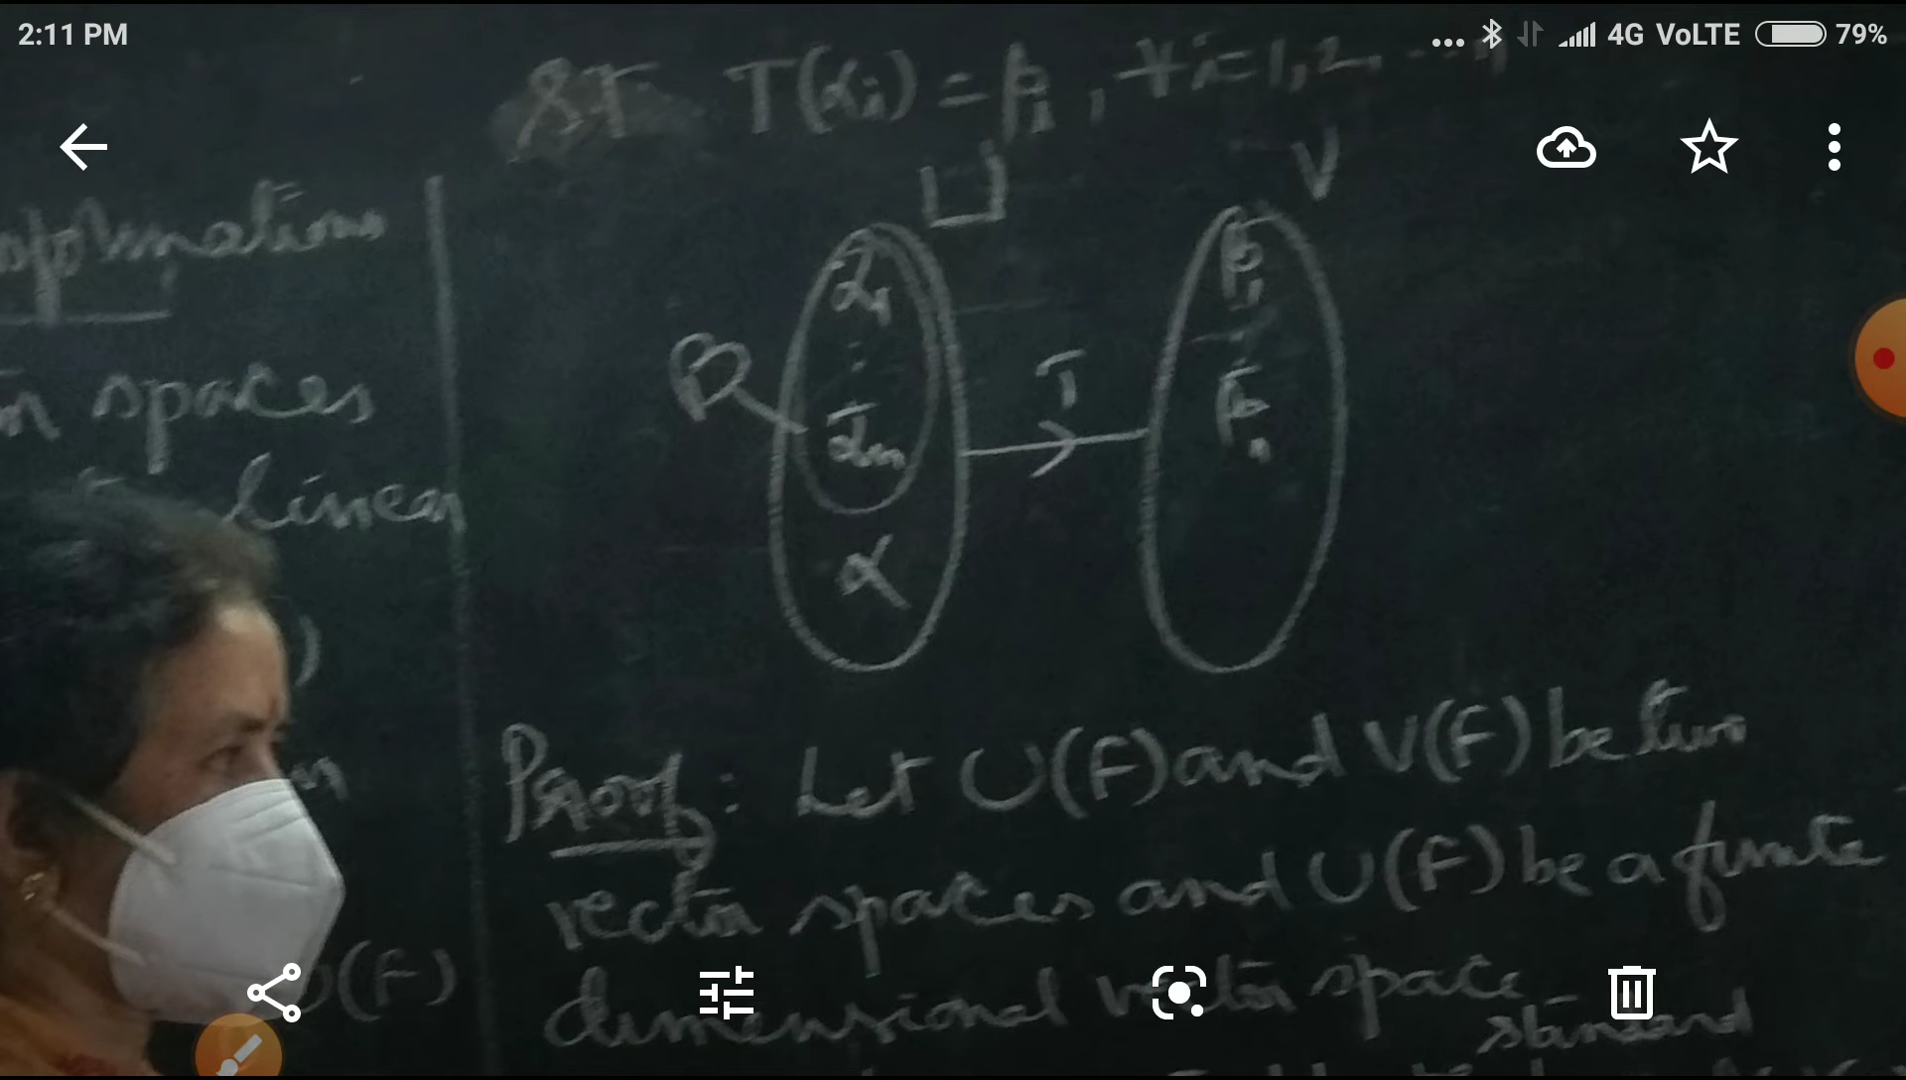 2:11 PM
... 4G VoLTE 79%
ST T(αi) = βi , ∀ i=1,2, ...,
U
V
spaces
linear
B
α1
:
αn
α
T
β1
:
βn
U(F)
Proof: Let U(F) and V(F) be two
vector spaces and U(F) be a finite
dimensional vector space
standard